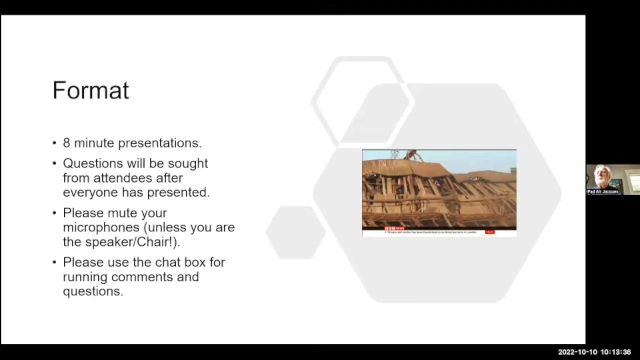 Format
• 8 minute presentations.
• Questions will be sought
from attendees after
everyone has presented.
• Please mute your
microphones (unless you are
the speaker/Chair!).
• Please use the chat box for
running comments and
questions.
NEWS
2022-10-10 10:13:36